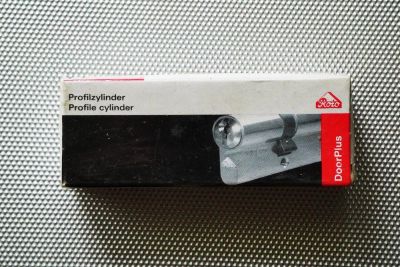 Profilzylinder
Profile cylinder
Roto
DoorPlus